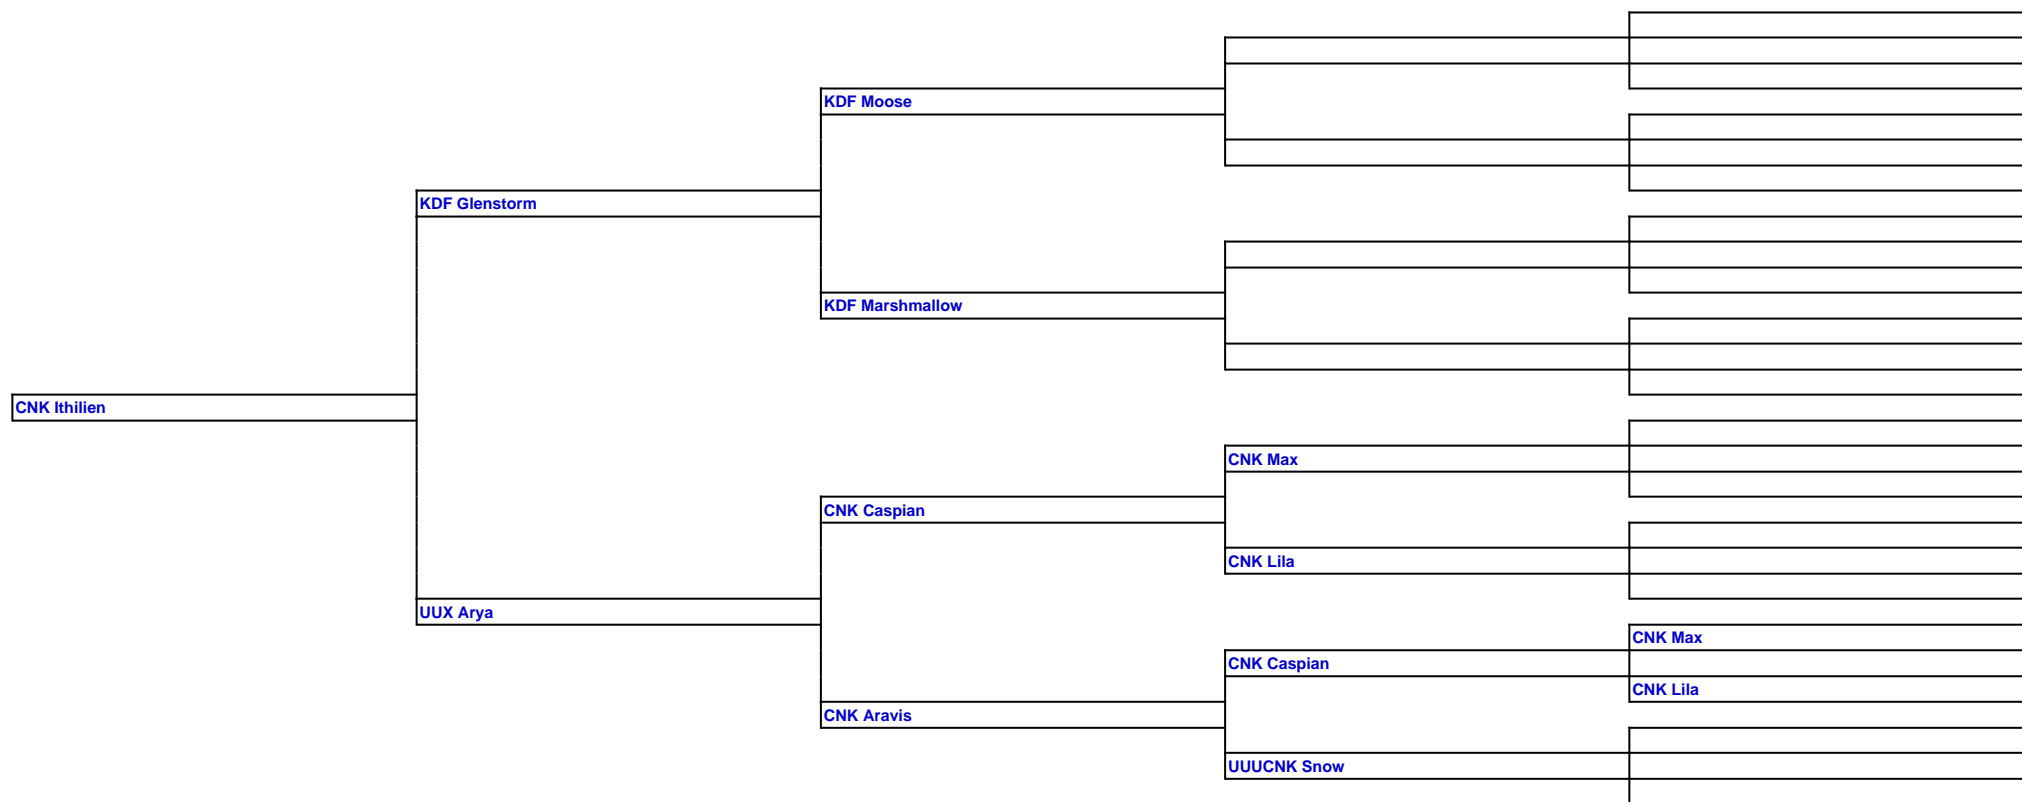 KDF Moose
KDF Glenstorm
KDF Marshmallow
CNK Ithilien
CNK Max
CNK Caspian
CNK Lila
UUX Arya
CNK Max
CNK Caspian
CNK Lila
CNK Aravis
UUUCNK Snow